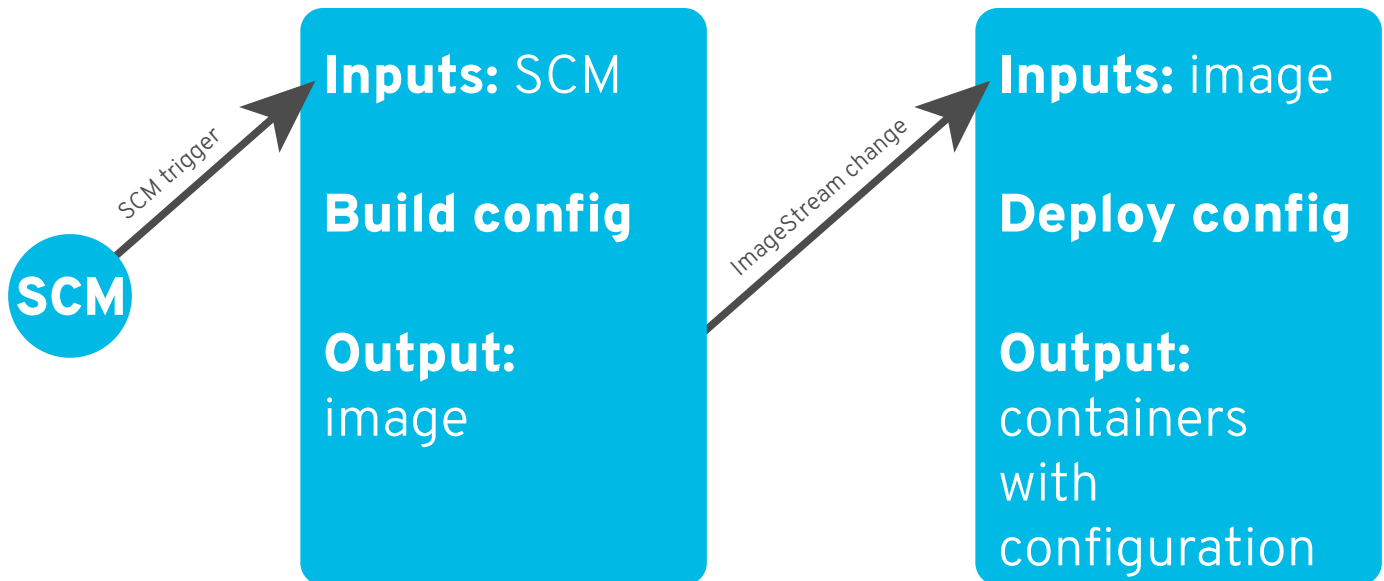 SCM
SCM trigger
Inputs: SCM
Build config
Output:
image
ImageStream change
Inputs: image
Deploy config
Output:
containers
with
configuration